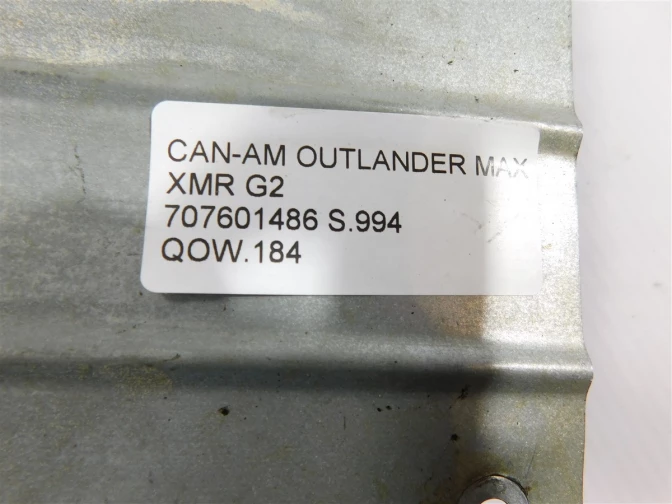 CAN-AM OUTLANDER MAX
XMR G2
707601486 S.994
QOW.184